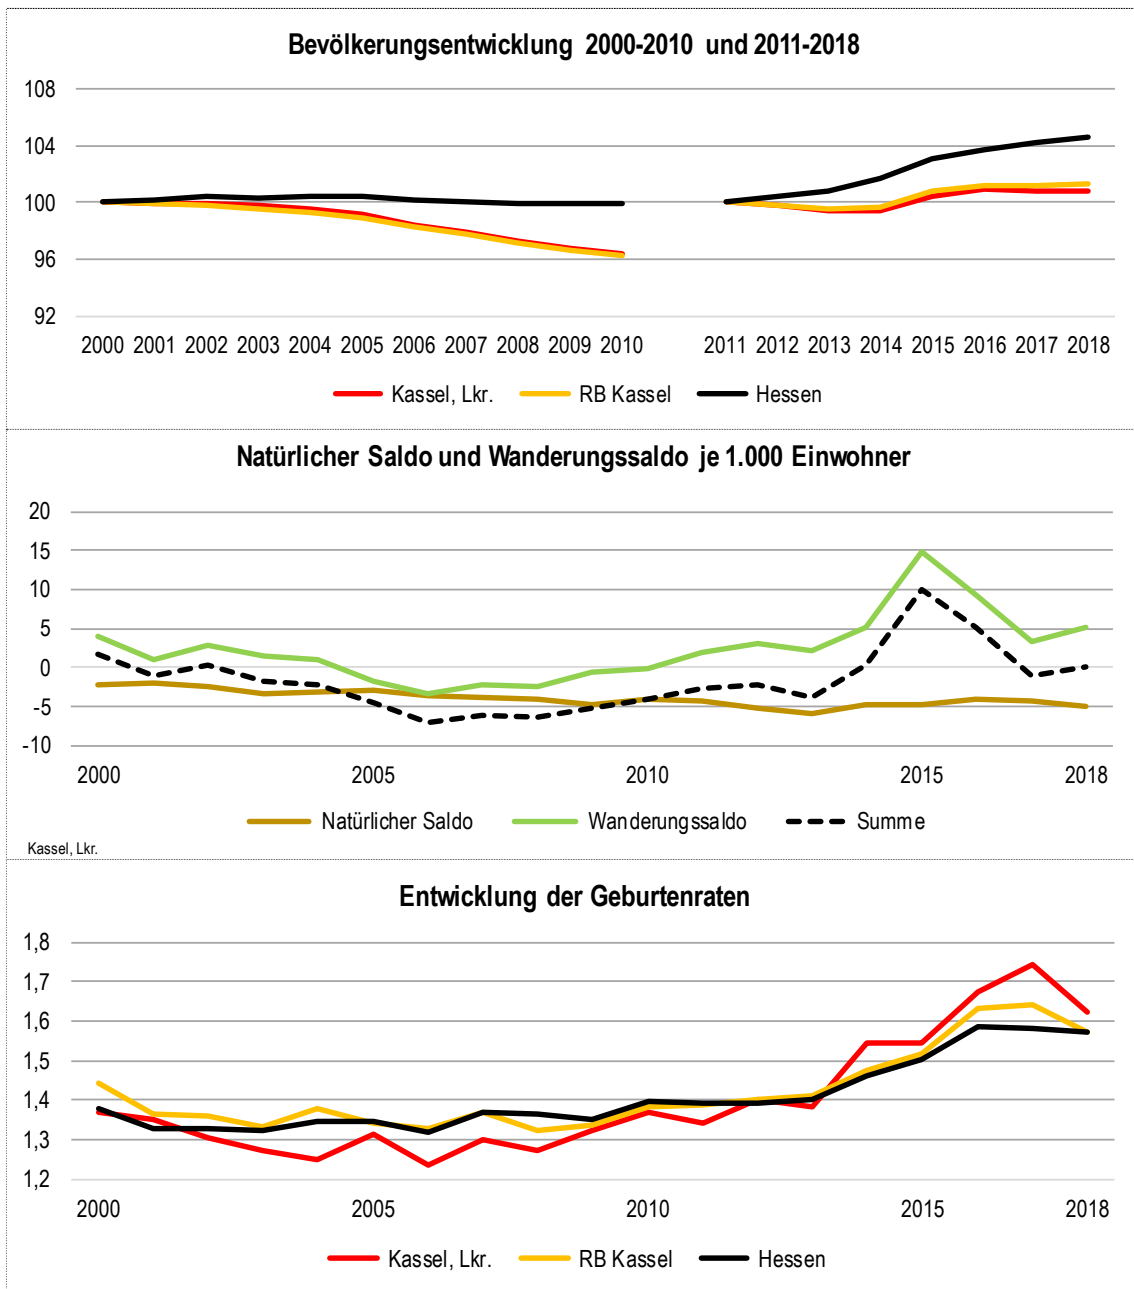 Bevölkerungsentwicklung 2000-2010 und 2011-2018
108
104
100
96
92
2000 2001 2002 2003 2004 2005 2006 2007 2008 2009 2010 2011 2012 2013 2014 2015 2016 2017 2018
Kassel, Lkr. RB Kassel Hessen
Natürlicher Saldo und Wanderungssaldo je 1.000 Einwohner
20
15
10
5
0
-5
-10
2000 2005 2010 2015 2018
Natürlicher Saldo Wanderungssaldo Summe
Kassel, Lkr.
Entwicklung der Geburtenraten
1,8
1,7
1,6
1,5
1,4
1,3
1,2
2000 2005 2010 2015 2018
Kassel, Lkr. RB Kassel Hessen